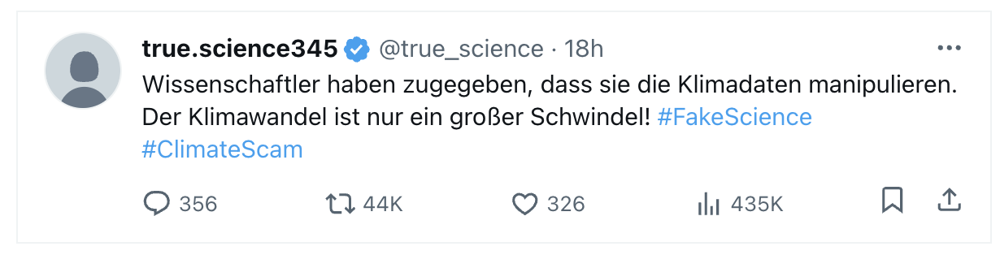 true.science345 @true_science · 18h
Wissenschaftler haben zugegeben, dass sie die Klimadaten manipulieren.
Der Klimawandel ist nur ein großer Schwindel! #FakeScience
#ClimateScam
356 44K 326 435K